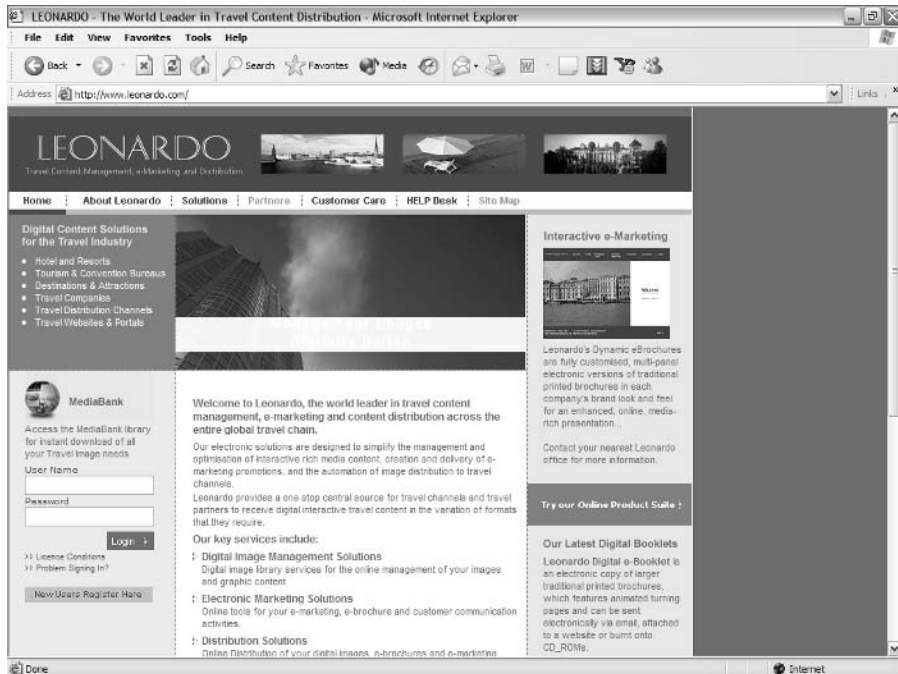 LEONARDO - The World Leader in Travel Content Distribution - Microsoft Internet Explorer
File Edit View Favorites Tools Help
Back Search Favorites Media
Address http://www.leonardo.com/ Links
LEONARDO
Travel Content Management, e-Marketing and Distribution
Home About Leonardo Solutions Partners Customer Care HELP Desk Site Map
Digital Content Solutions
for the Travel Industry
Hotel and Resorts
Tourism & Convention Bureaus
Destinations & Attractions
Travel Companies
Travel Distribution Channels
Travel Websites & Portals
MediaBank
Access the MediaBank library
for instant download of all
your Travel Image needs
User Name
Password
Login
>> Licence Conditions
>> Problem Signing In?
New Users Register Here
Manage Your Images
Welcome to Leonardo, the world leader in travel content
management, e-marketing and content distribution across the
entire global travel chain.
Our electronic solutions are designed to simplify the management and
optimisation of interactive rich media content, creation and delivery of e-
marketing promotions, and the automation of image distribution to travel
channels.
Leonardo provides a one stop central source for travel channels and travel
partners to receive digital interactive travel content in the variation of formats
that they require.
Our key services include:
Digital Image Management Solutions
Digital image library services for the online management of your images
and graphic content.
Electronic Marketing Solutions
Online tools for your e-marketing, e-brochure and customer communication
activities.
Distribution Solutions
Online Distribution of your digital images, e-brochures and e-marketing
Interactive e-Marketing
Leonardo's Dynamic eBrochures
are fully customised, multi-panel
electronic versions of traditional
printed brochures in each
company's brand look and feel
for an enhanced, online, media-
rich presentation...
Contact your nearest Leonardo
office for more information.
Try our Online Product Suite
Our Latest Digital Booklets
Leonardo Digital e-Booklet is
an electronic copy of larger
traditional printed brochures,
which features animated turning
pages and can be sent
electronically via email, attached
to a website or burnt onto
CD_ROMs.
Done Internet